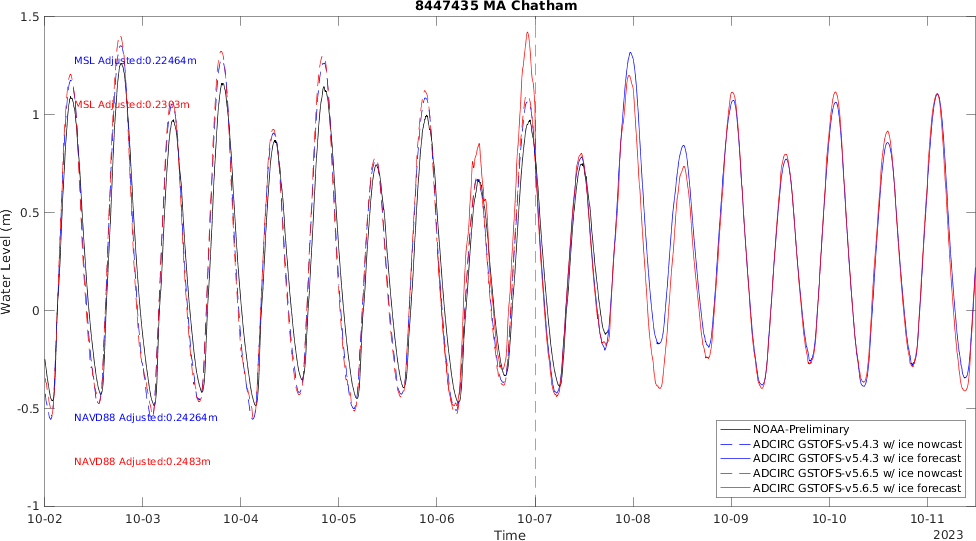 8447435 MA Chatham
1.5
MSL Adjusted:0.22464m
MSL Adjusted:0.2303m
1
0.5
Water Level (m)
0
-0.5
NAVD88 Adjusted:0.24264m
NAVD88 Adjusted:0.2483m
NOAA-Preliminary
ADCIRC GSTOFS-v5.4.3 w/ ice nowcast
ADCIRC GSTOFS-v5.4.3 w/ ice forecast
ADCIRC GSTOFS-v5.6.5 w/ ice nowcast
ADCIRC GSTOFS-v5.6.5 w/ ice forecast
-1
10-02 10-03 10-04 10-05 10-06 10-07 10-08 10-09 10-10 10-11
Time
2023